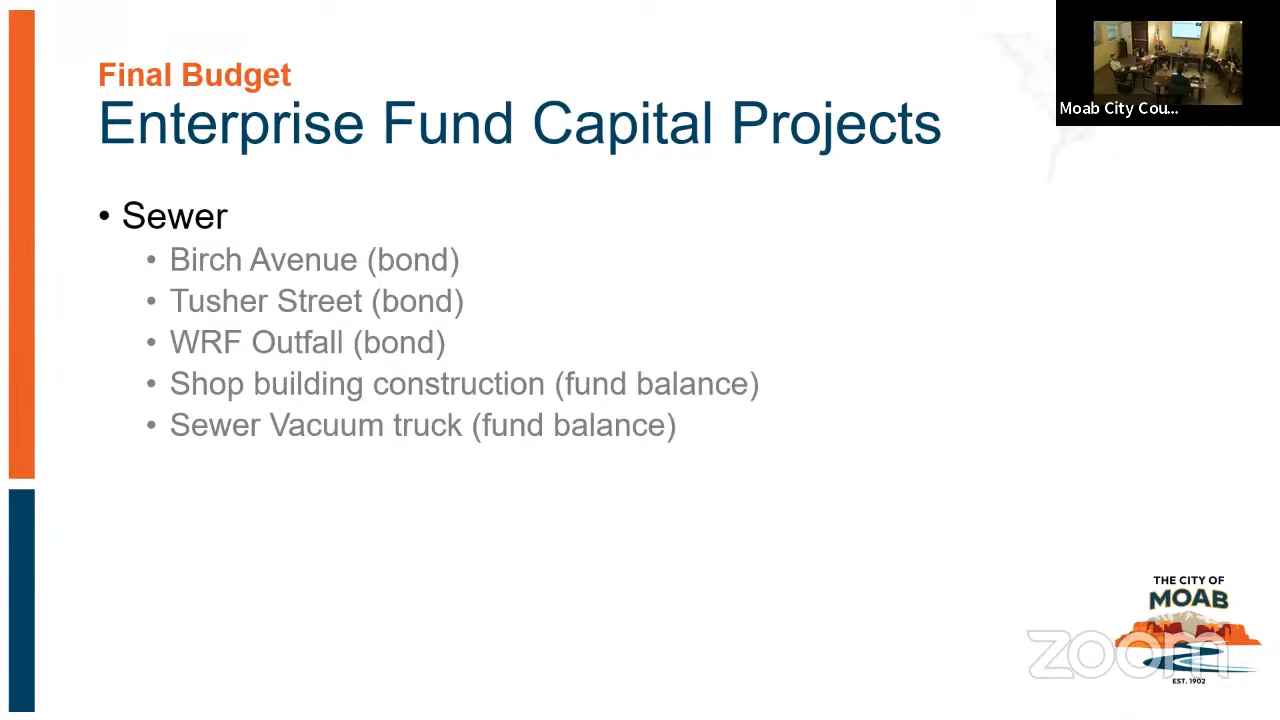 Final Budget
Enterprise Fund Capital Projects
• Sewer
• Birch Avenue (bond)
• Tusher Street (bond)
• WRF Outfall (bond)
• Shop building construction (fund balance)
• Sewer Vacuum truck (fund balance)
Moab City Cou...
THE CITY OF
MOAB
zoom
EST. 1902